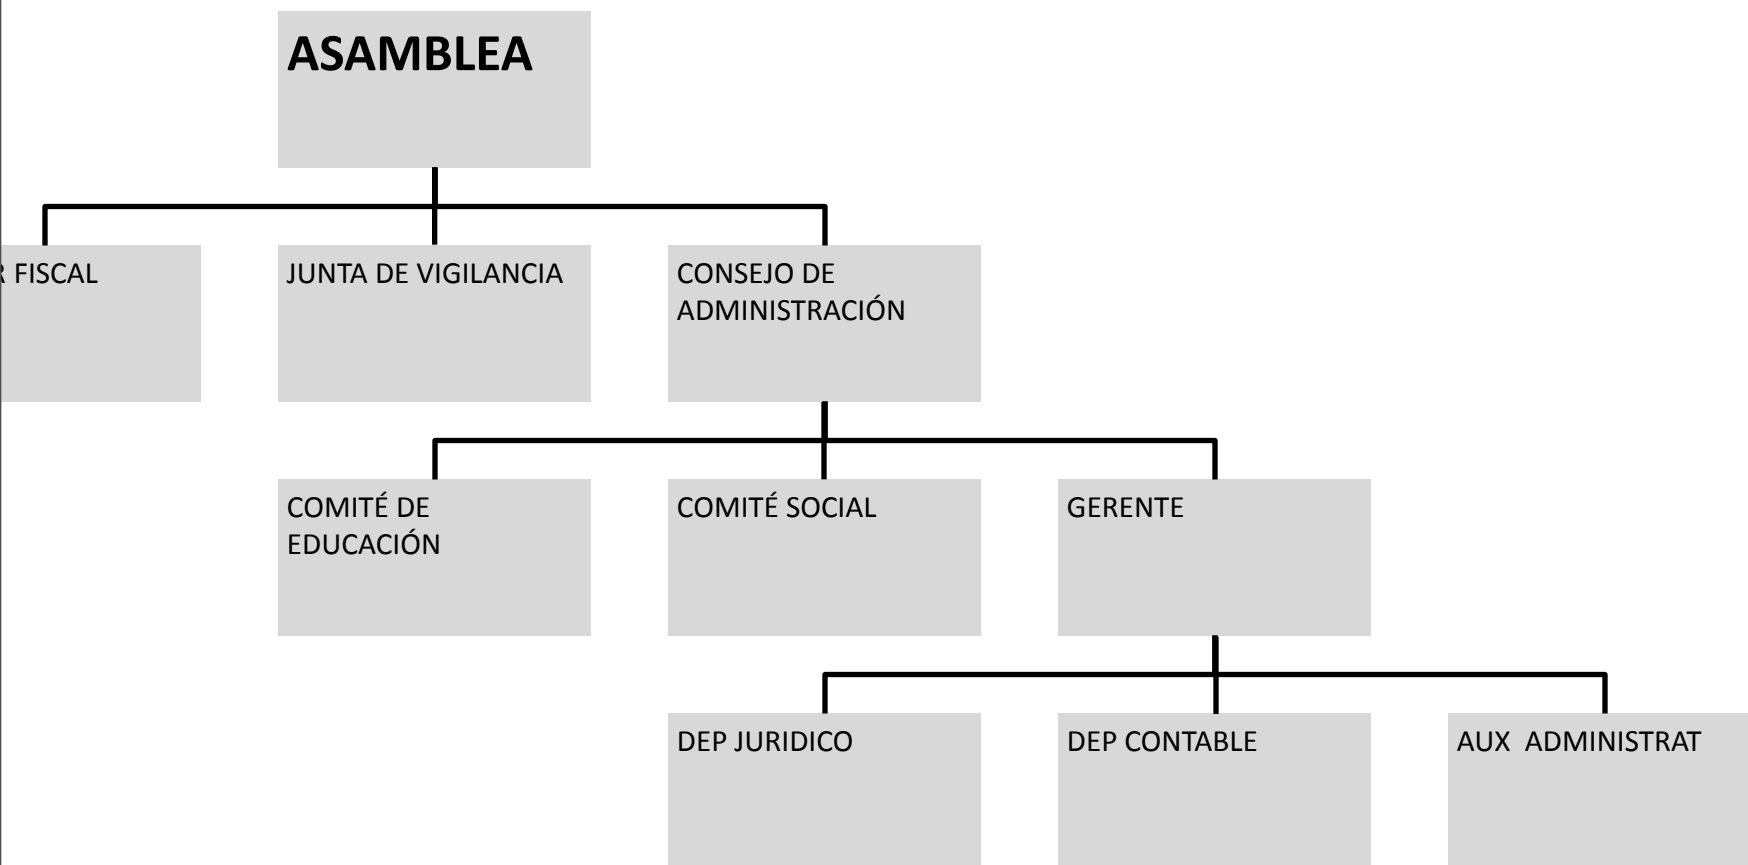 ASAMBLEA
FISCAL
JUNTA DE VIGILANCIA
CONSEJO DE
ADMINISTRACIÓN
COMITÉ DE
EDUCACIÓN
COMITÉ SOCIAL
GERENTE
DEP JURIDICO
DEP CONTABLE
AUX  ADMINISTRAT